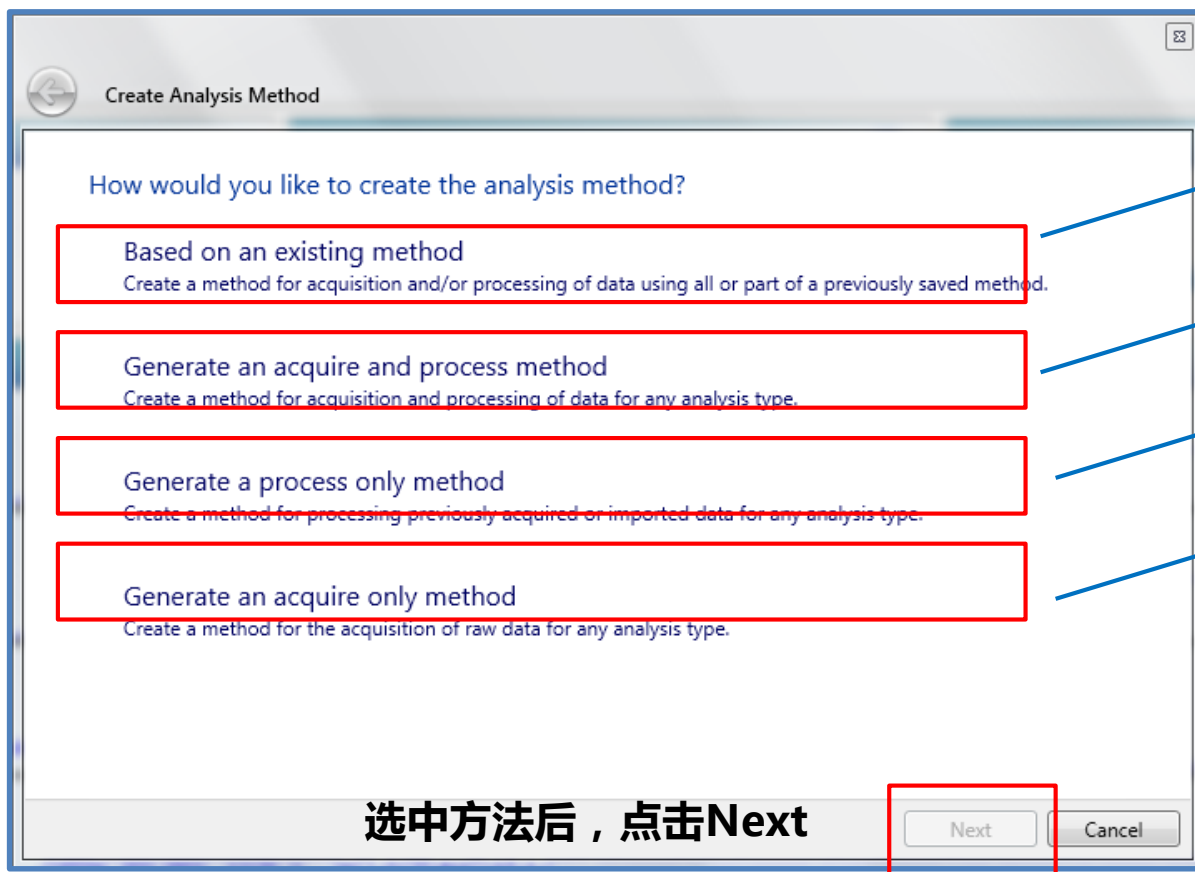 Create Analysis Method
How would you like to create the analysis method?
Based on an existing method
Create a method for acquisition and/or processing of data using all or part of a previously saved method.
Generate an acquire and process method
Create a method for acquisition and processing of data for any analysis type.
Generate a process only method
Create a method for processing previously acquired or imported data for any analysis type.
Generate an acquire only method
Create a method for the acquisition of raw data for any analysis type.
选中方法后，点击Next
Next
Cancel